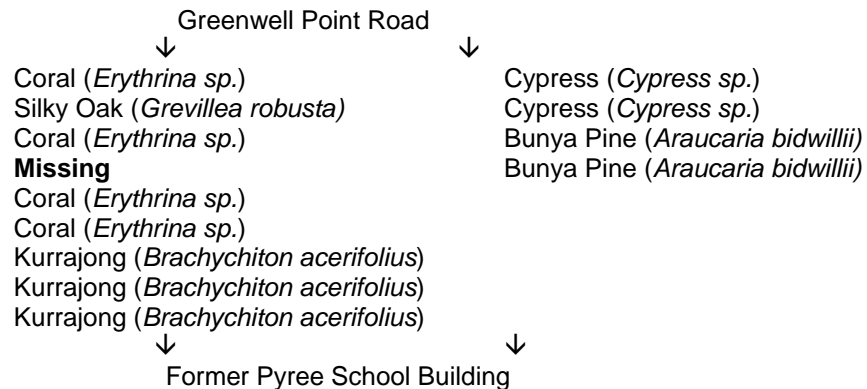 Greenwell Point Road
↓ ↓
Coral (Erythrina sp.) Cypress (Cypress sp.)
Silky Oak (Grevillea robusta) Cypress (Cypress sp.)
Coral (Erythrina sp.) Bunya Pine (Araucaria bidwillii)
Missing Bunya Pine (Araucaria bidwillii)
Coral (Erythrina sp.)
Coral (Erythrina sp.)
Kurrajong (Brachychiton acerifolius)
Kurrajong (Brachychiton acerifolius)
Kurrajong (Brachychiton acerifolius)
↓ ↓
Former Pyree School Building